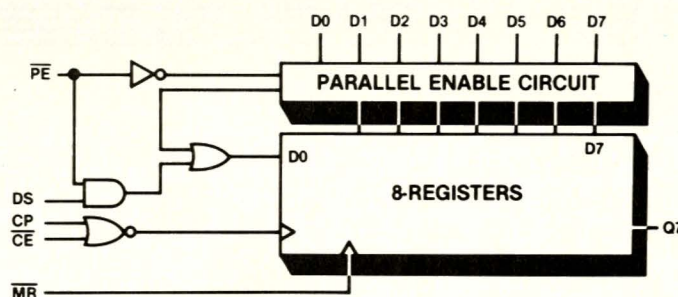 D0 D1 D2 D3 D4 D5 D6 D7
PE
PARALLEL ENABLE CIRCUIT
D0 D7
8-REGISTERS
DS
CP
CE
Q7
MR